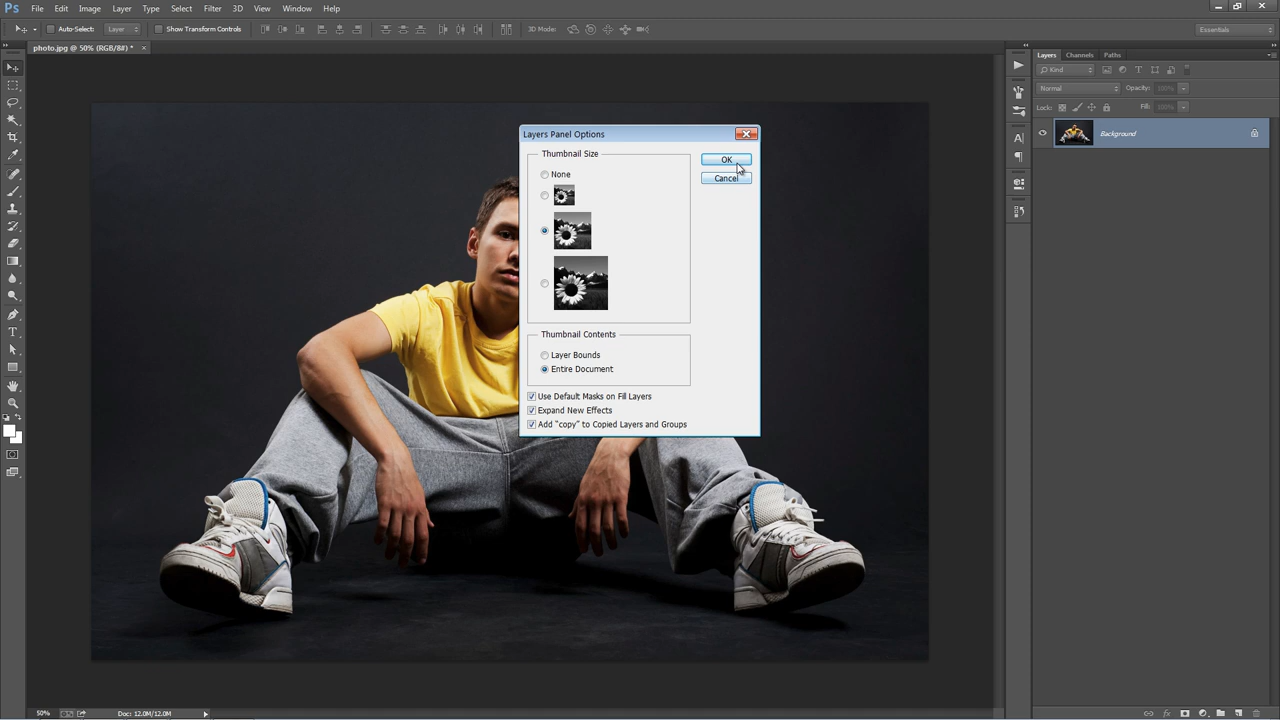 Ps File Edit Image Layer Type Select Filter 3D View Window Help
Auto-Select: Layer Show Transform Controls 3D Mode: Essentials
photo.jpg @ 50% (RGB/8#) * ×
Layers Channels Paths
Kind
Normal Opacity: 100%
Lock: Fill: 100%
Background
Layers Panel Options
Thumbnail Size
OK
None
Cancel
Thumbnail Contents
Layer Bounds
Entire Document
Use Default Masks on Fill Layers
Expand New Effects
Add "copy" to Copied Layers and Groups
50% Doc: 12.0M/12.0M